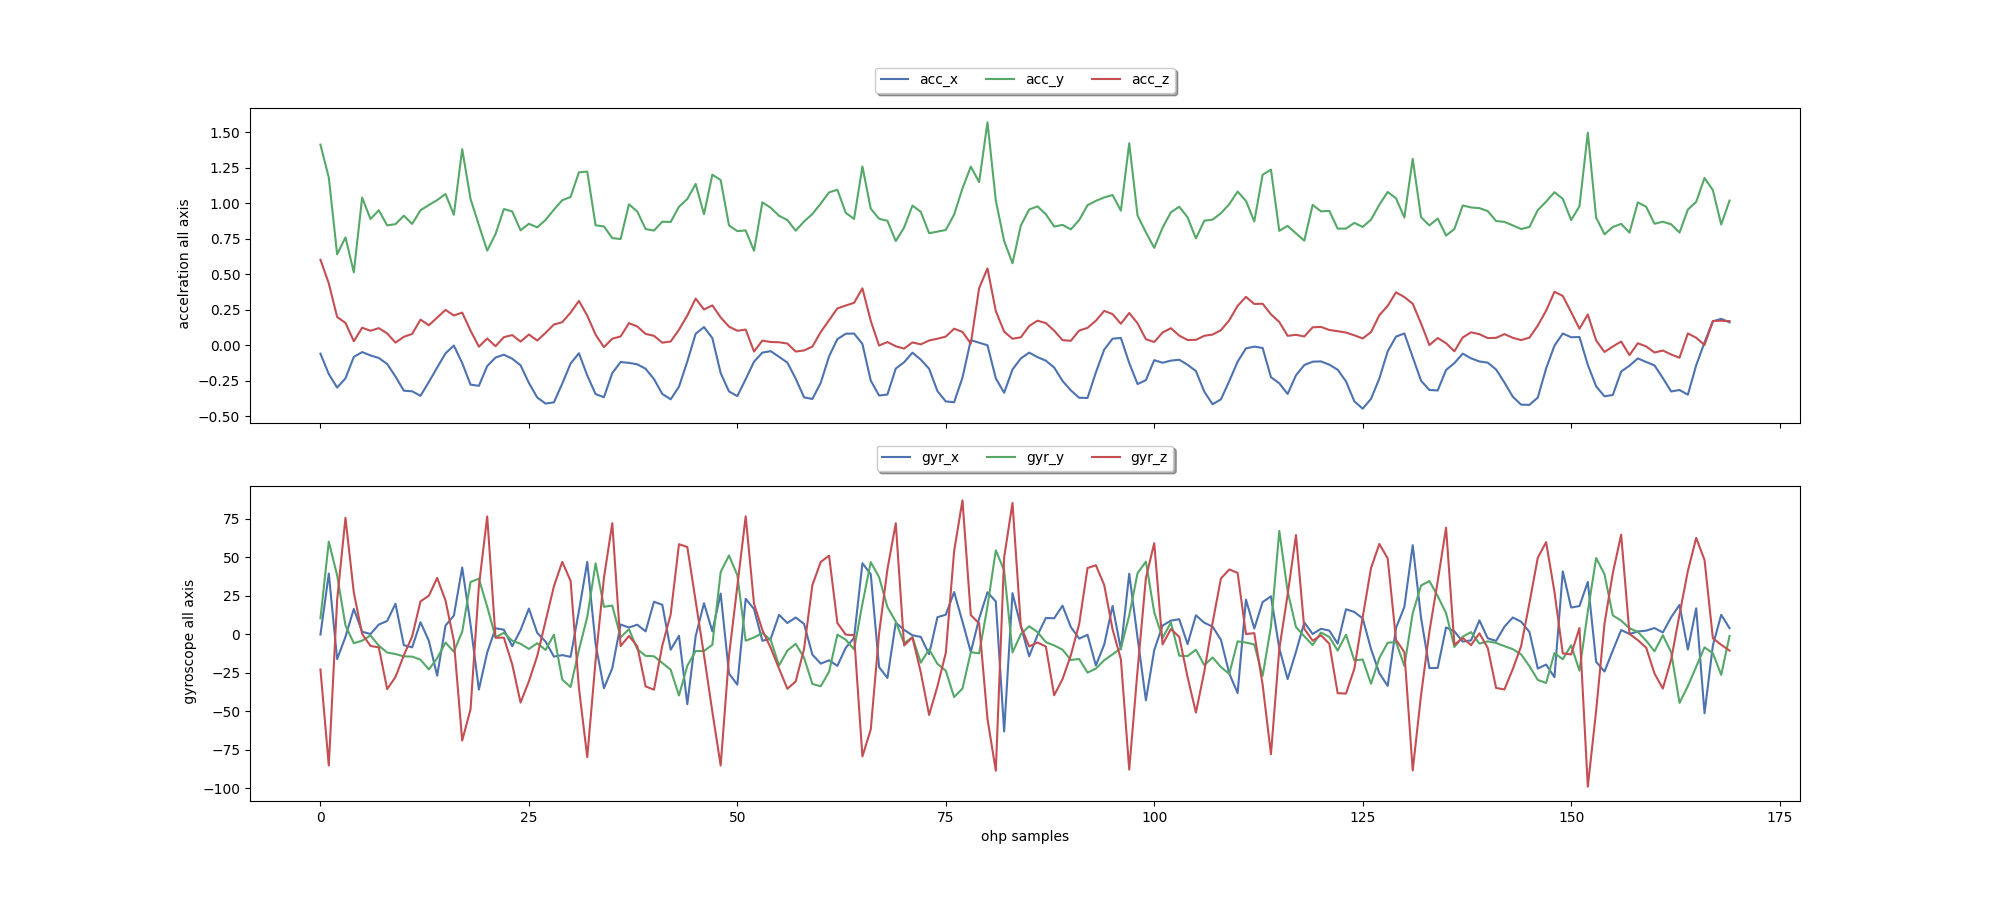 acc_x acc_y acc_z
accelration all axis
1.50
1.25
1.00
0.75
0.50
0.25
0.00
−0.25
−0.50
gyr_x gyr_y gyr_z
gyroscope all axis
75
50
25
0
−25
−50
−75
−100
0 25 50 75 100 125 150 175
ohp samples